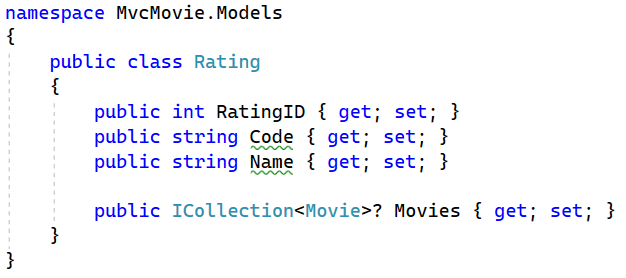 namespace MvcMovie.Models
{
    public class Rating
    {
        public int RatingID { get; set; }
        public string Code { get; set; }
        public string Name { get; set; }

        public ICollection<Movie>? Movies { get; set; }
    }
}